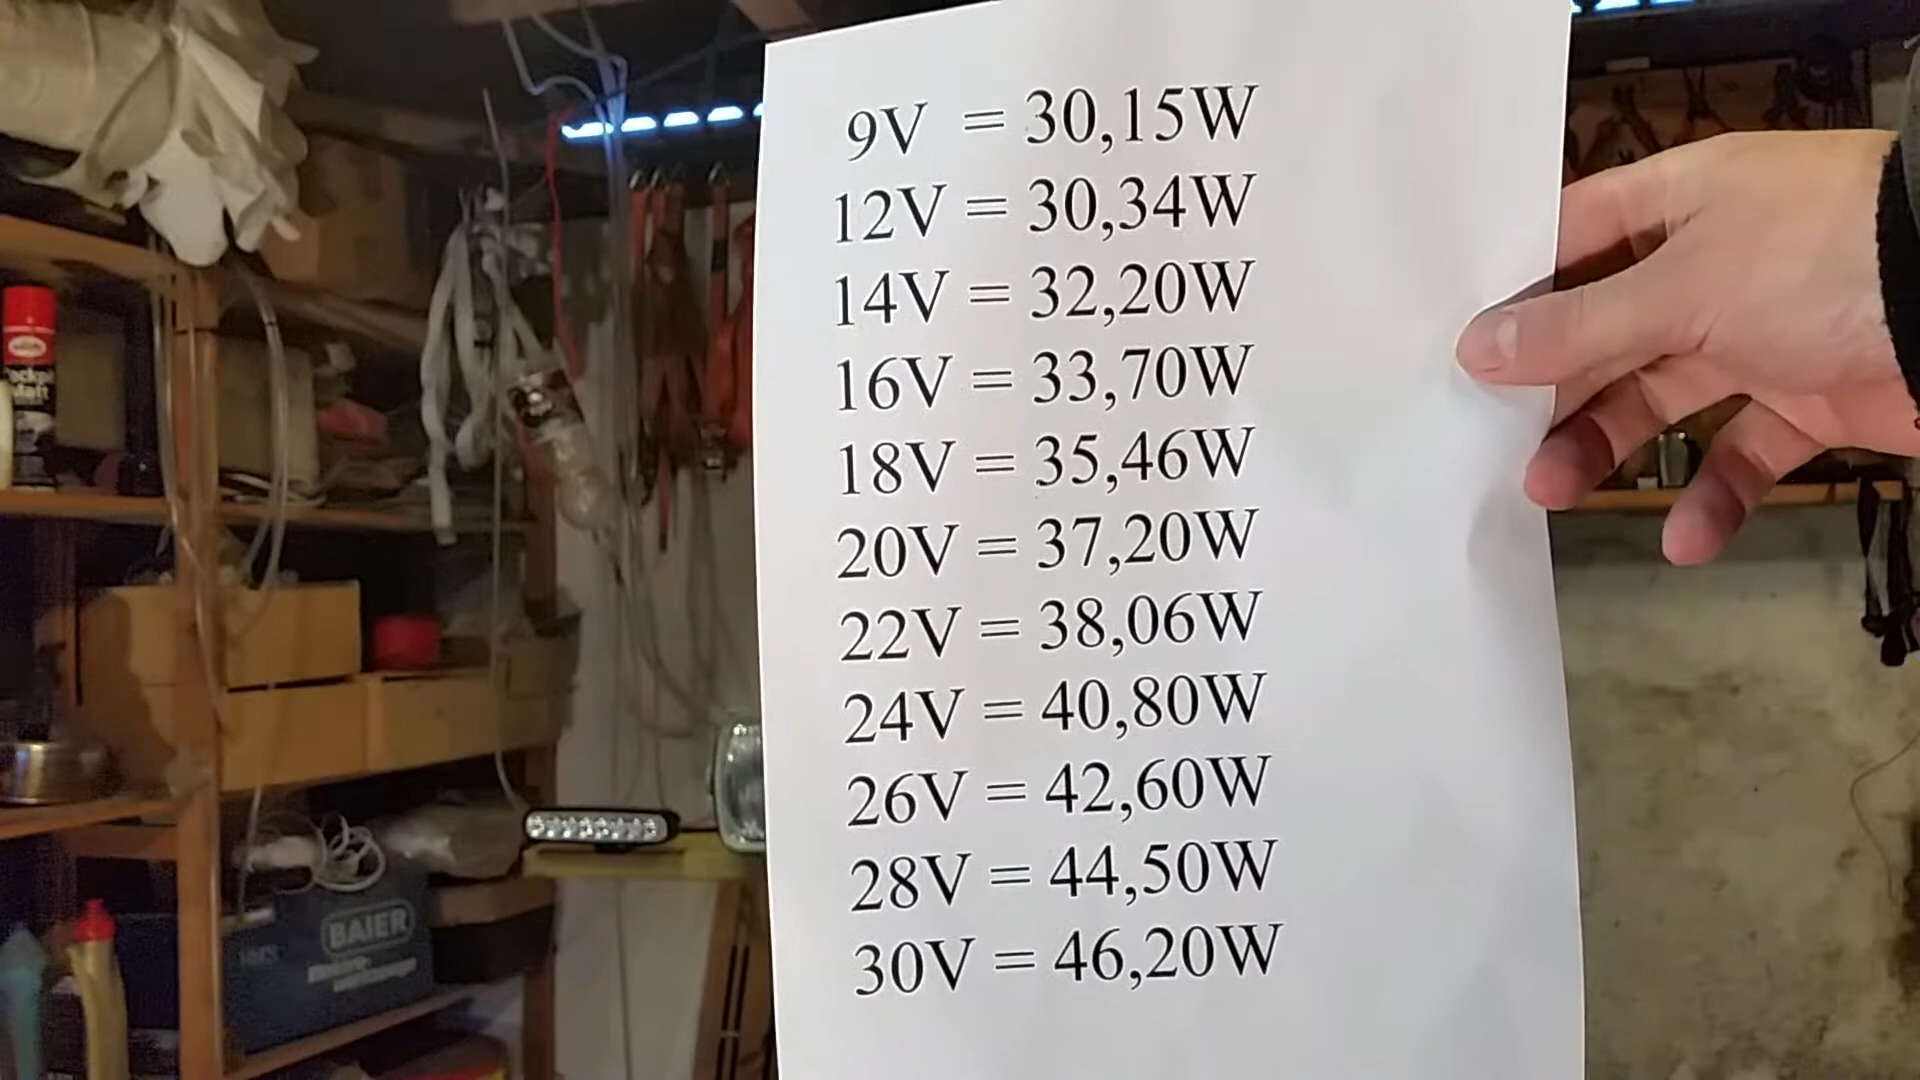 9V = 30,15W
12V = 30,34W
14V = 32,20W
16V = 33,70W
18V = 35,46W
20V = 37,20W
22V = 38,06W
24V = 40,80W
26V = 42,60W
28V = 44,50W
30V = 46,20W
BAIER